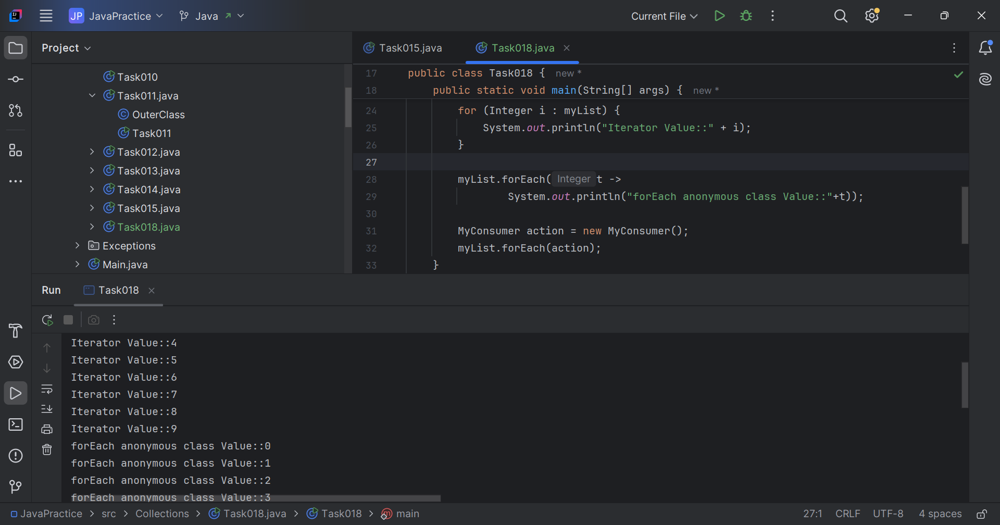 JP JavaPractice Java Current File
Project
Task010
Task011.java
OuterClass
Task011
Task012.java
Task013.java
Task014.java
Task015.java
Task018.java
Exceptions
Main.java
Task015.java Task018.java
17 public class Task018 { new *
18 public static void main(String[] args) { new *
24 for (Integer i : myList) {
25 System.out.println("Iterator Value::" + i);
26 }
27
28 myList.forEach( Integer t ->
29 System.out.println("forEach anonymous class Value::"+t));
30
31 MyConsumer action = new MyConsumer();
32 myList.forEach(action);
33 }
Run Task018
Iterator Value::4
Iterator Value::5
Iterator Value::6
Iterator Value::7
Iterator Value::8
Iterator Value::9
forEach anonymous class Value::0
forEach anonymous class Value::1
forEach anonymous class Value::2
forEach anonymous class Value::3
JavaPractice > src > Collections > Task018.java > Task018 > main 27:1 CRLF UTF-8 4 spaces